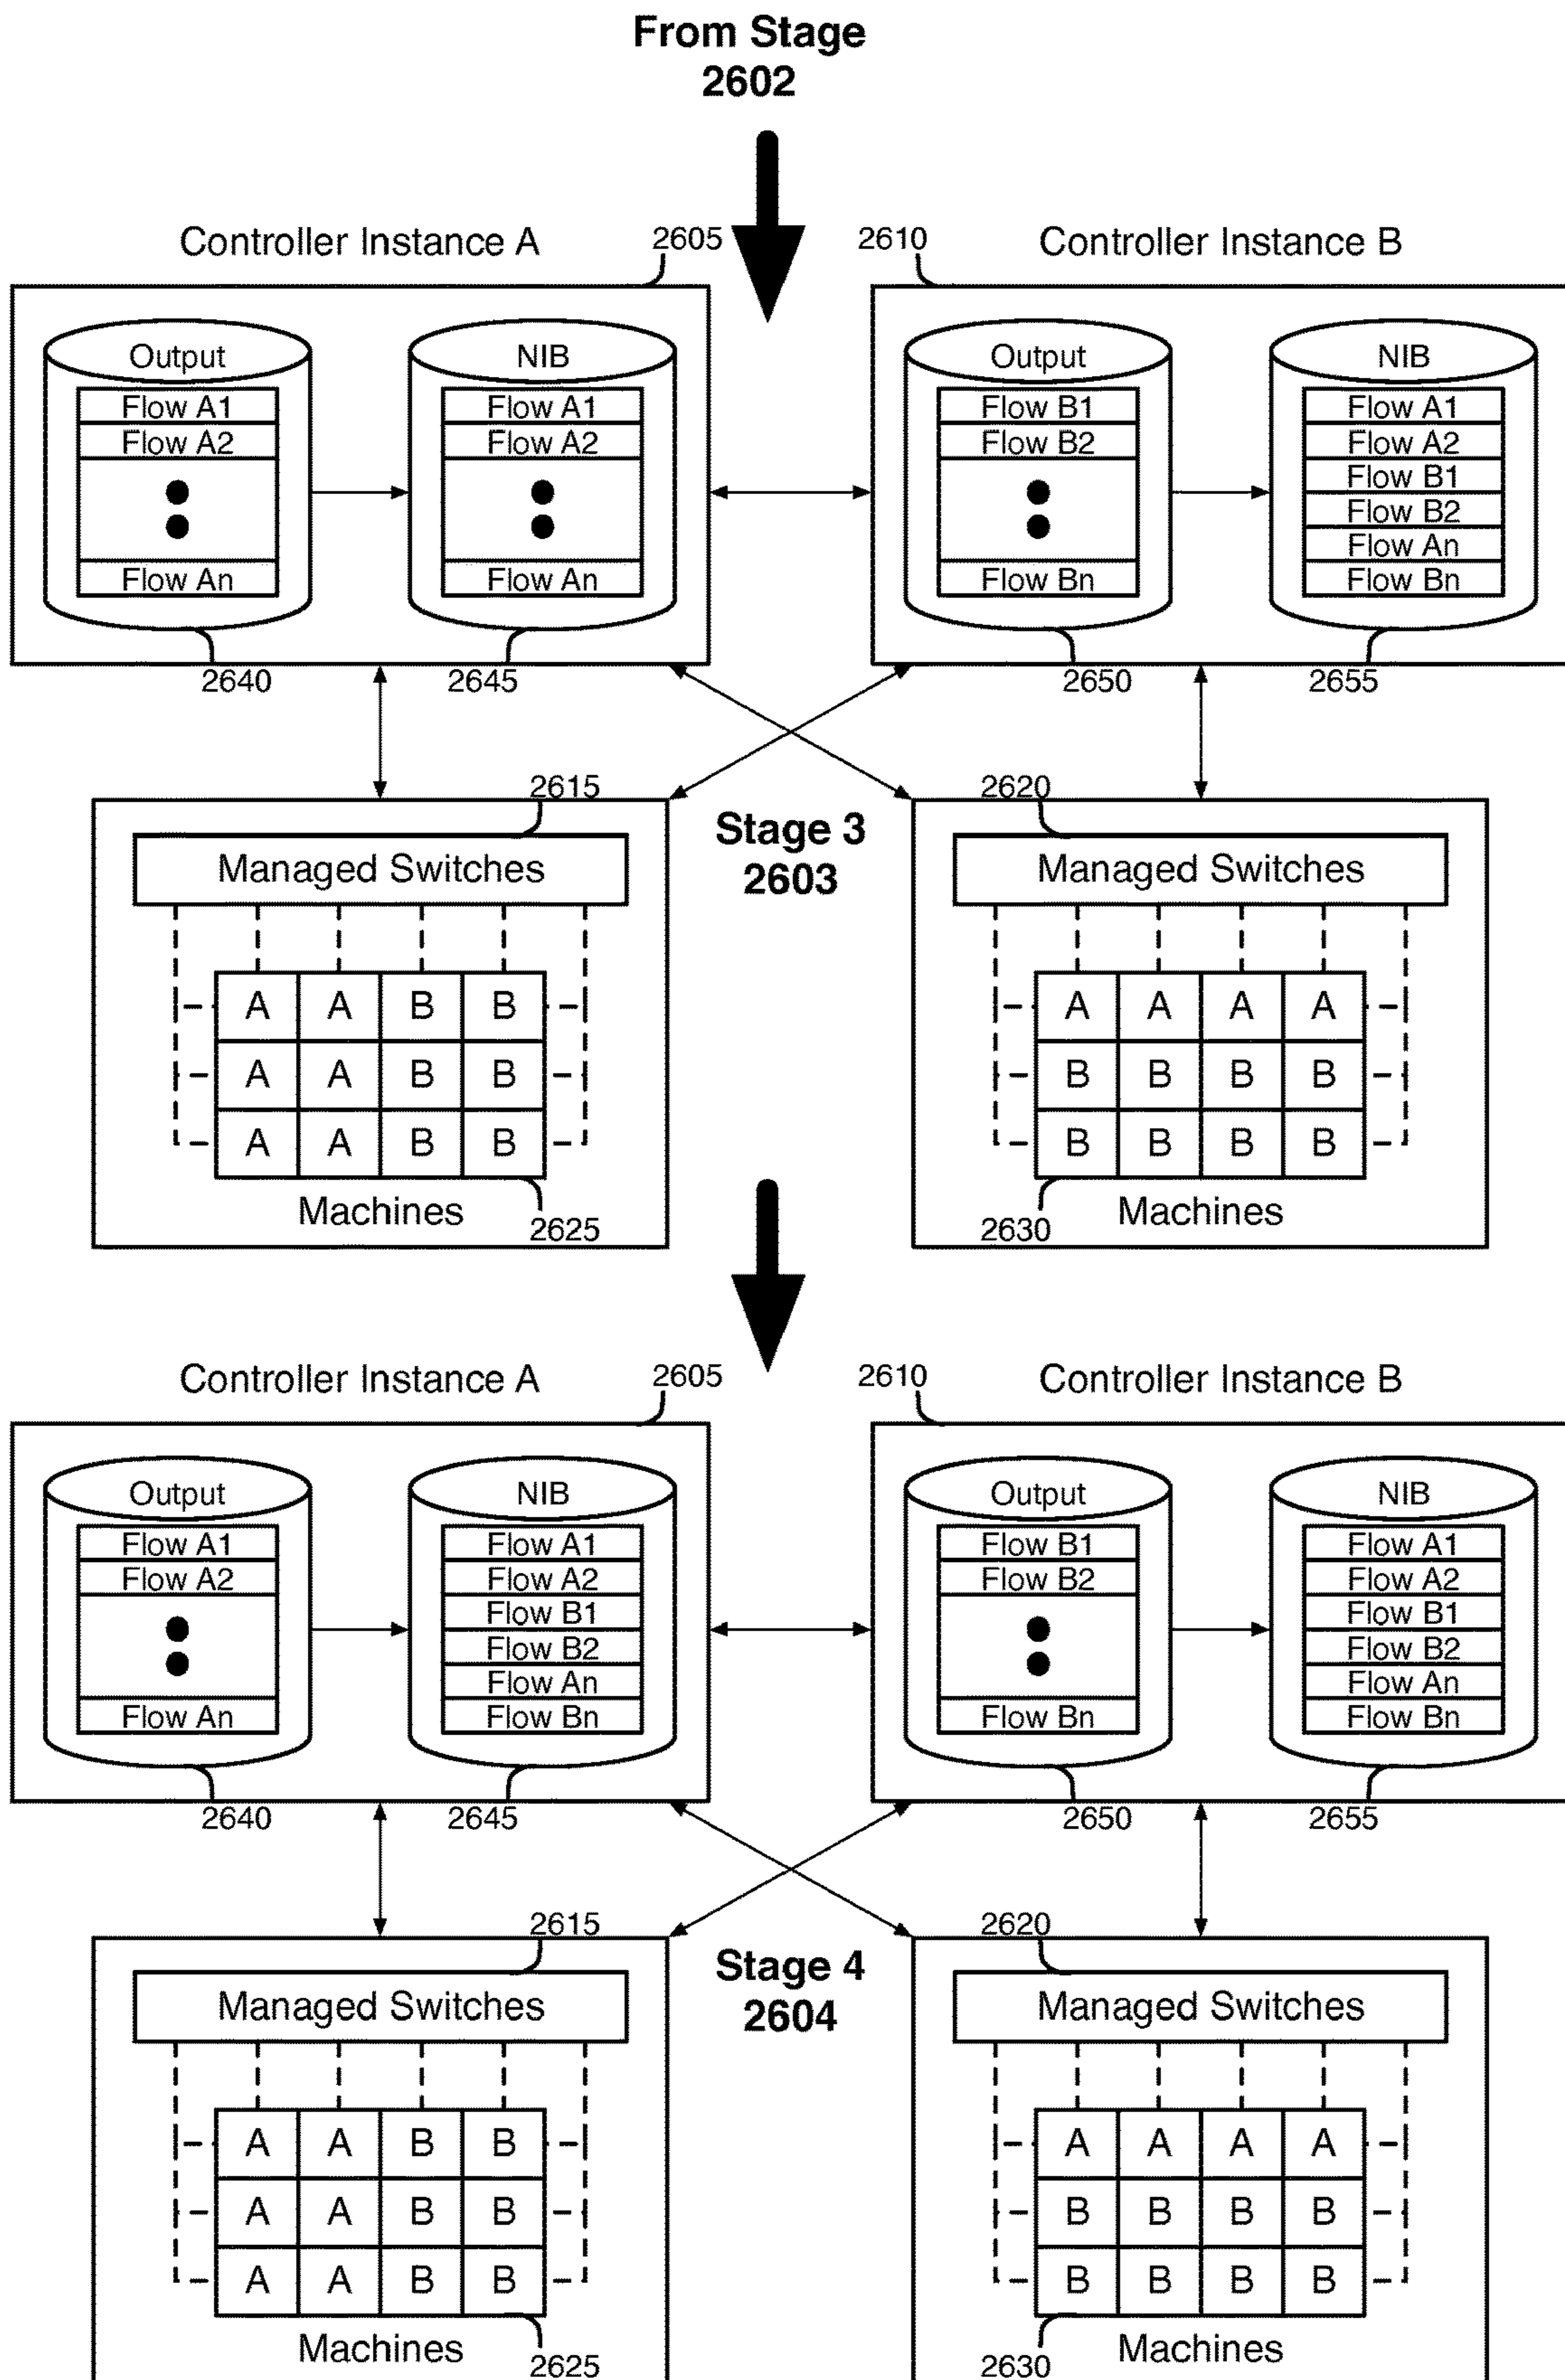 From Stage
2602
Controller Instance A
2605
2610
Controller Instance B
Output
Flow A1
Flow A2
Flow An
NIB
Flow A1
Flow A2
Flow An
Output
Flow B1
Flow B2
Flow Bn
NIB
Flow A1
Flow A2
Flow B1
Flow B2
Flow An
Flow Bn
2640
2645
2650
2655
2615
2620
Stage 3
2603
Managed Switches
A A B B
A A B B
A A B B
Machines
2625
Managed Switches
A A A A
B B B B
B B B B
2630
Machines
Controller Instance A
2605
2610
Controller Instance B
Output
Flow A1
Flow A2
Flow An
NIB
Flow A1
Flow A2
Flow B1
Flow B2
Flow An
Flow Bn
Output
Flow B1
Flow B2
Flow Bn
NIB
Flow A1
Flow A2
Flow B1
Flow B2
Flow An
Flow Bn
2640
2645
2650
2655
2615
2620
Stage 4
2604
Managed Switches
A A B B
A A B B
A A B B
Machines
2625
Managed Switches
A A A A
B B B B
B B B B
2630
Machines